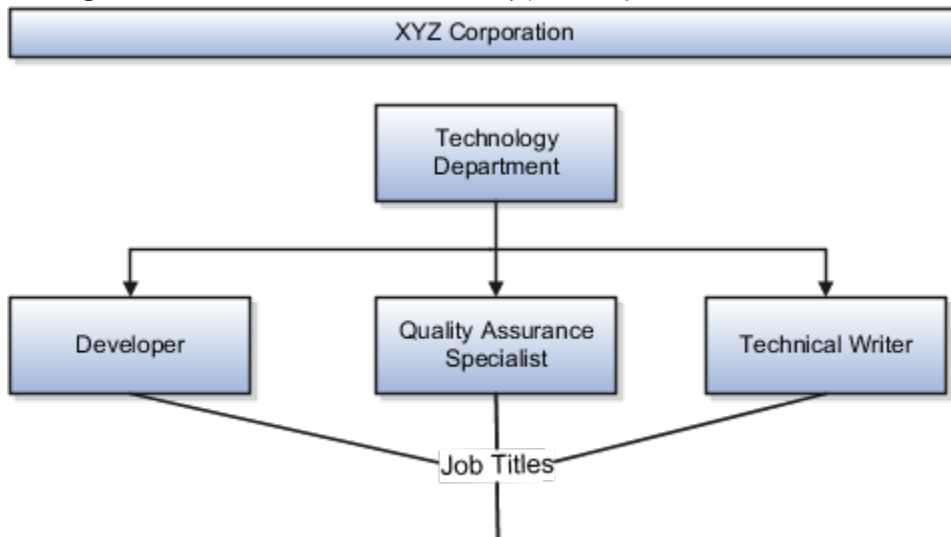 XYZ Corporation
Technology
Department
Developer
Quality Assurance
Specialist
Technical Writer
Job Titles